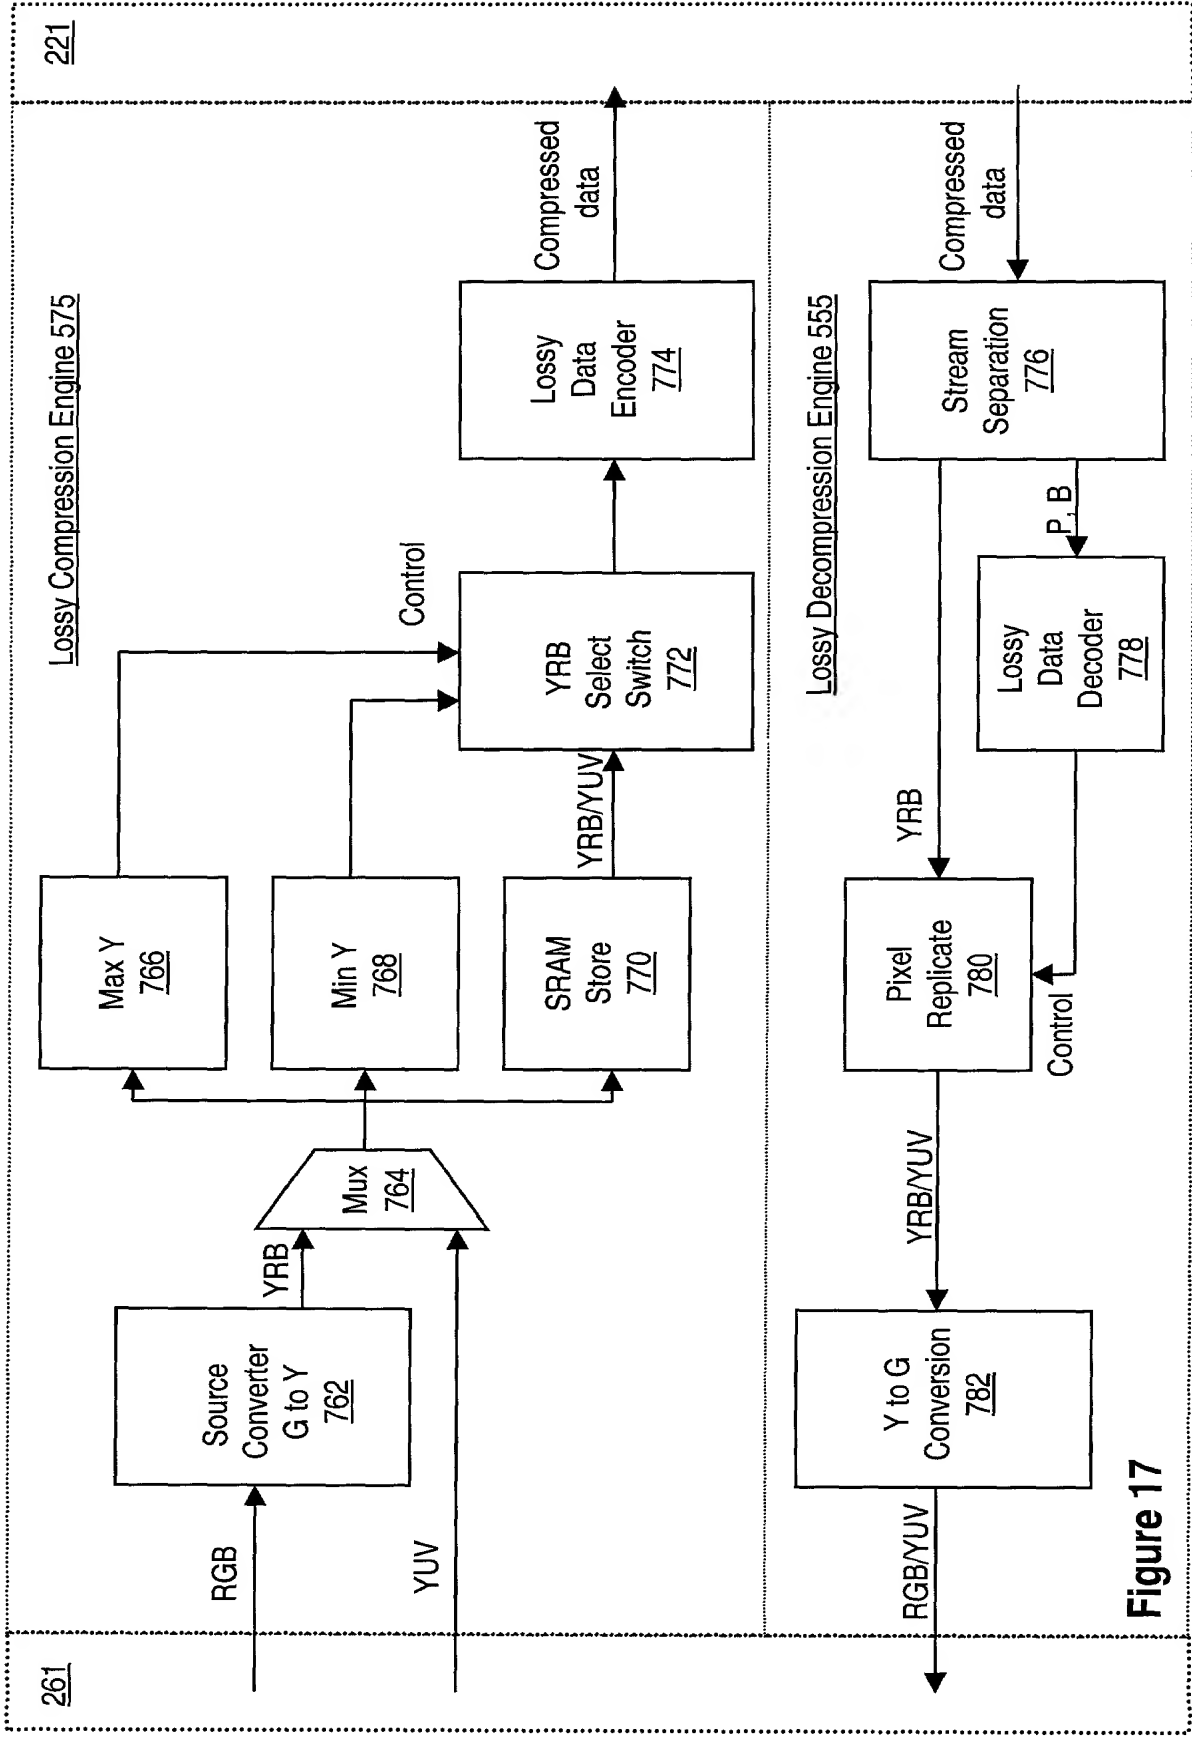 261
221
Lossy Compression Engine 575
RGB
Source
Converter
G to Y
762
YRB
YUV
Mux
764
Max Y
766
Min Y
768
SRAM
Store
770
YRB/YUV
Control
YRB
Select
Switch
772
Lossy
Data
Encoder
774
Compressed
data
Lossy Decompression Engine 555
RGB/YUV
Y to G
Conversion
782
YRB/YUV
Pixel
Replicate
780
Control
YRB
Lossy
Data
Decoder
778
P, B
Stream
Separation
776
Compressed
data
Figure 17